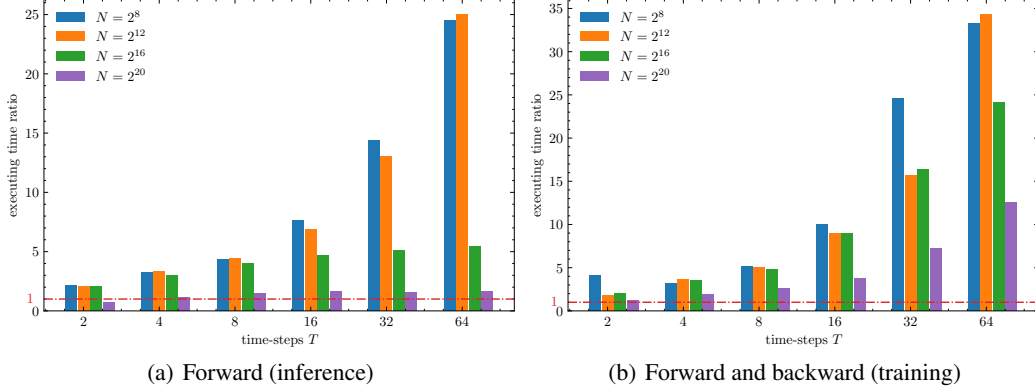 25
20
15
10
5
1
0
executing time ratio
N = 2^8
N = 2^12
N = 2^16
N = 2^20
2 4 8 16 32 64
time-steps T
(a) Forward (inference)
35
30
25
20
15
10
5
1
0
executing time ratio
N = 2^8
N = 2^12
N = 2^16
N = 2^20
2 4 8 16 32 64
time-steps T
(b) Forward and backward (training)